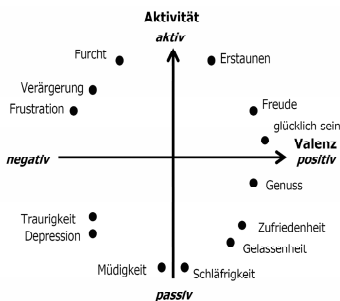 Aktivität
aktiv
Furcht
Erstaunen
Verärgerung
Frustration
Freude
glücklich sein
Valenz
negativ
positiv
Genuss
Traurigkeit
Depression
Zufriedenheit
Gelassenheit
Müdigkeit
Schläfrigkeit
passiv